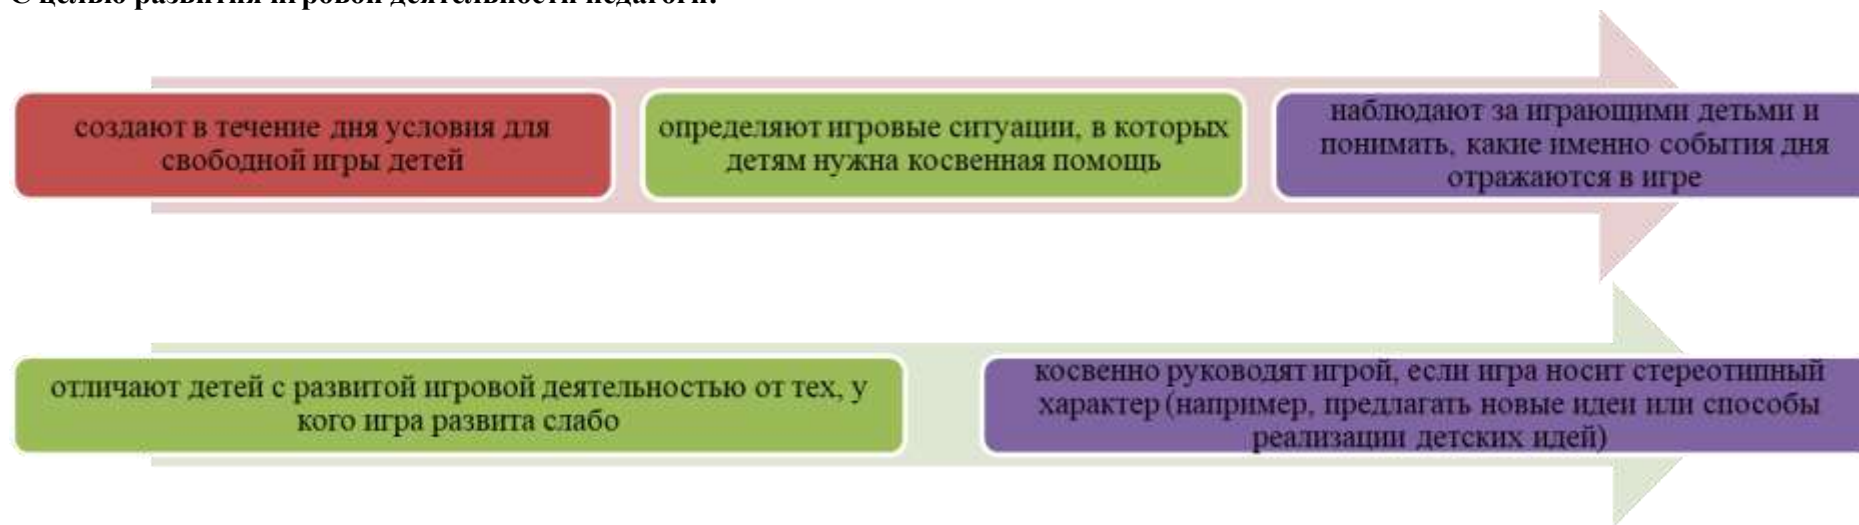 С целью развития игровой деятельности педагоги:
создают в течение дня условия для
свободной игры детей
определяют игровые ситуации, в которых
детям нужна косвенная помощь
наблюдают за играющими детьми и
понимать, какие именно события дня
отражаются в игре
отличают детей с развитой игровой деятельностью от тех, у
кого игра развита слабо
косвенно руководят игрой, если игра носит стереотипный
характер (например, предлагать новые идеи или способы
реализации детских идей)